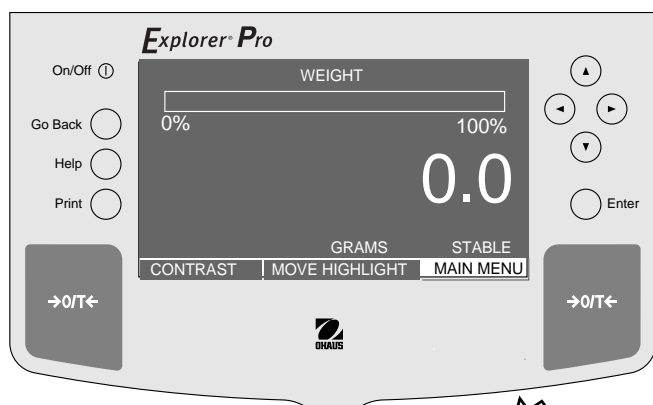 Explorer® Pro
On/Off
WEIGHT
0% 100%
Go Back
Help
Print
0.0
Enter
GRAMS STABLE
CONTRAST MOVE HIGHLIGHT MAIN MENU
→0/T← →0/T←
OHAUS